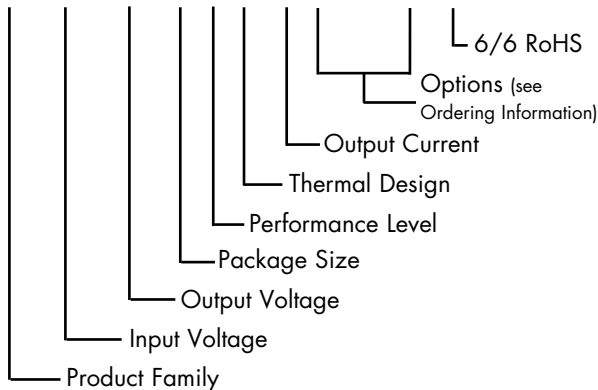 6/6 RoHS
Options (see
Ordering Information)
Output Current
Thermal Design
Performance Level
Package Size
Output Voltage
Input Voltage
Product Family